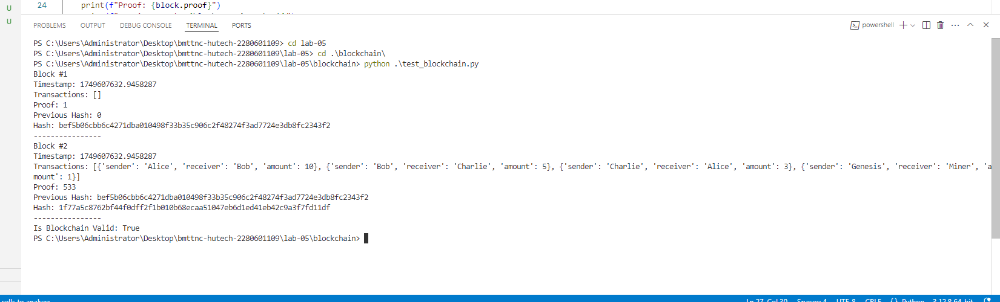 U
24 print(f"Proof: {block.proof}")
U
PROBLEMS OUTPUT DEBUG CONSOLE TERMINAL PORTS powershell
PS C:\Users\Administrator\Desktop\bmttnc-hutech-2280601109> cd lab-05
PS C:\Users\Administrator\Desktop\bmttnc-hutech-2280601109\lab-05> cd .\blockchain\
PS C:\Users\Administrator\Desktop\bmttnc-hutech-2280601109\lab-05\blockchain> python .\test_blockchain.py
Block #1
Timestamp: 1749607632.9458287
Transactions: []
Proof: 1
Previous Hash: 0
Hash: bef5b06cbb6c4271dba010498f33b35c906c2f48274f3ad7724e3db8fc2343f2
----------------
Block #2
Timestamp: 1749607632.9458287
Transactions: [{'sender': 'Alice', 'receiver': 'Bob', 'amount': 10}, {'sender': 'Bob', 'receiver': 'Charlie', 'amount': 5}, {'sender': 'Charlie', 'receiver': 'Alice', 'amount': 3}, {'sender': 'Genesis', 'receiver': 'Miner', 'a
mount': 1}]
Proof: 533
Previous Hash: bef5b06cbb6c4271dba010498f33b35c906c2f48274f3ad7724e3db8fc2343f2
Hash: 1f77a5c8762bf44f0dff2f1b010b68ecaa51047eb6d1ed41eb42c9a3f7fd11df
----------------
Is Blockchain Valid: True
PS C:\Users\Administrator\Desktop\bmttnc-hutech-2280601109\lab-05\blockchain>
cells to analyze Ln 27, Col 30 Spaces: 4 UTF-8 CRLF {} Python 3.12.8 64-bit